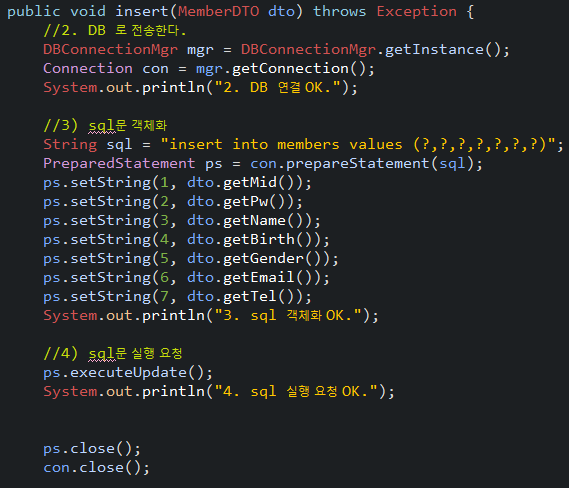 public void insert(MemberDTO dto) throws Exception {
//2. DB 로 전송한다.
DBConnectionMgr mgr = DBConnectionMgr.getInstance();
Connection con = mgr.getConnection();
System.out.println("2. DB 연결 OK.");
//3) sql문 객체화
String sql = "insert into members values (?,?,?,?,?,?,?)";
PreparedStatement ps = con.prepareStatement(sql);
ps.setString(1, dto.getMid());
ps.setString(2, dto.getPw());
ps.setString(3, dto.getName());
ps.setString(4, dto.getBirth());
ps.setString(5, dto.getGender());
ps.setString(6, dto.getEmail());
ps.setString(7, dto.getTel());
System.out.println("3. sql 객체화 OK.");
//4) sql문 실행 요청
ps.executeUpdate();
System.out.println("4. sql 실행 요청 OK.");
ps.close();
con.close();